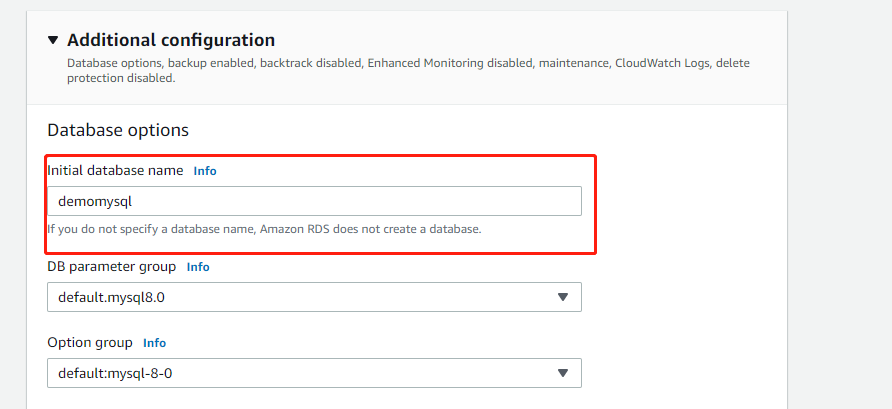 Additional configuration
Database options, backup enabled, backtrack disabled, Enhanced Monitoring disabled, maintenance, CloudWatch Logs, delete
protection disabled.
Database options
Initial database name Info
demomysql
If you do not specify a database name, Amazon RDS does not create a database.
DB parameter group Info
default.mysql8.0
Option group Info
default:mysql-8-0